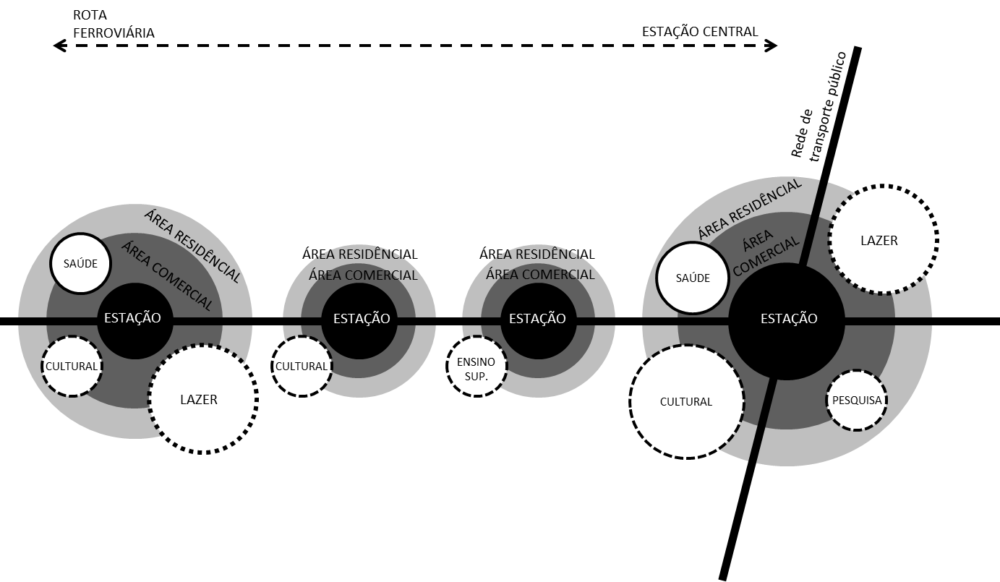 ROTA
FERROVIÁRIA
ESTAÇÃO CENTRAL
Rede de
transporte público
ÁREA RESIDÊNCIAL
ÁREA COMERCIAL
SAÚDE
ESTAÇÃO
CULTURAL
LAZER
ÁREA RESIDÊNCIAL
ÁREA COMERCIAL
ESTAÇÃO
CULTURAL
ÁREA RESIDÊNCIAL
ÁREA COMERCIAL
ESTAÇÃO
ENSINO
SUP.
ÁREA RESIDÊNCIAL
ÁREA
COMERCIAL
LAZER
SAÚDE
ESTAÇÃO
CULTURAL
PESQUISA